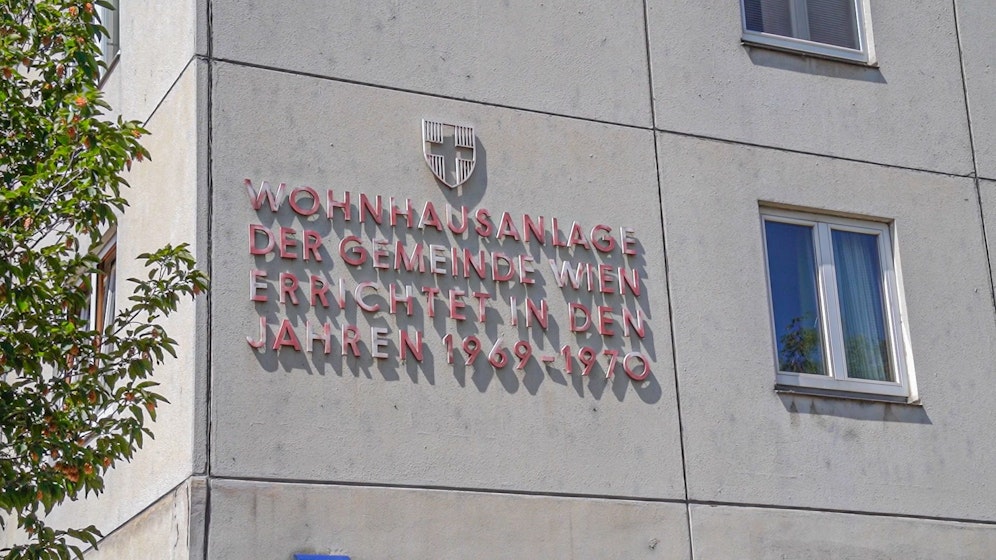 WOHNHAUSANLAGE
DER GEMEINDE WIEN
ERRICHTET IN DEN
JAHREN 1969-1970